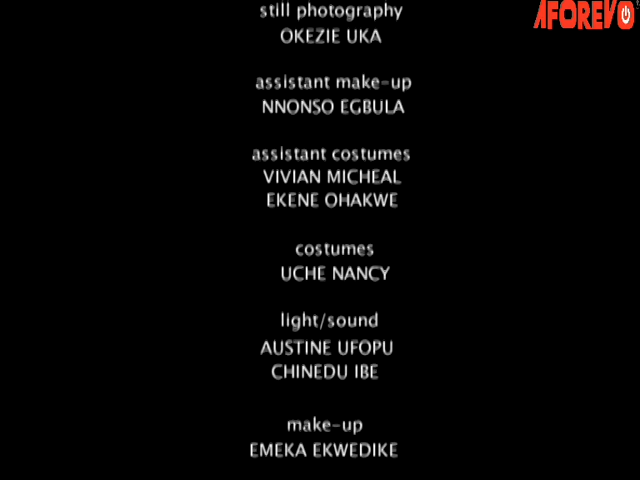 still photography
AFOREVO
OKEZIE UKA
assistant make-up
NNONSO EGBULA
assistant costumes
VIVIAN MICHEAL
EKENE OHAKWE
costumes
UCHE NANCY
light/sound
AUSTINE UFOPU
CHINEDU IBE
make-up
EMEKA EKWEDIKE